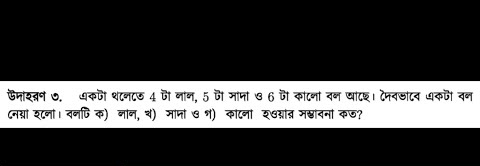 উদাহরণ ৩. একটা থলেতে 4 টা লাল, 5 টা সাদা ও 6 টা কালো বল আছে। দৈবভাবে একটা বল
নেয়া হলো। বলটি ক) লাল, খ) সাদা ও গ) কালো হওয়ার সম্ভাবনা কত?